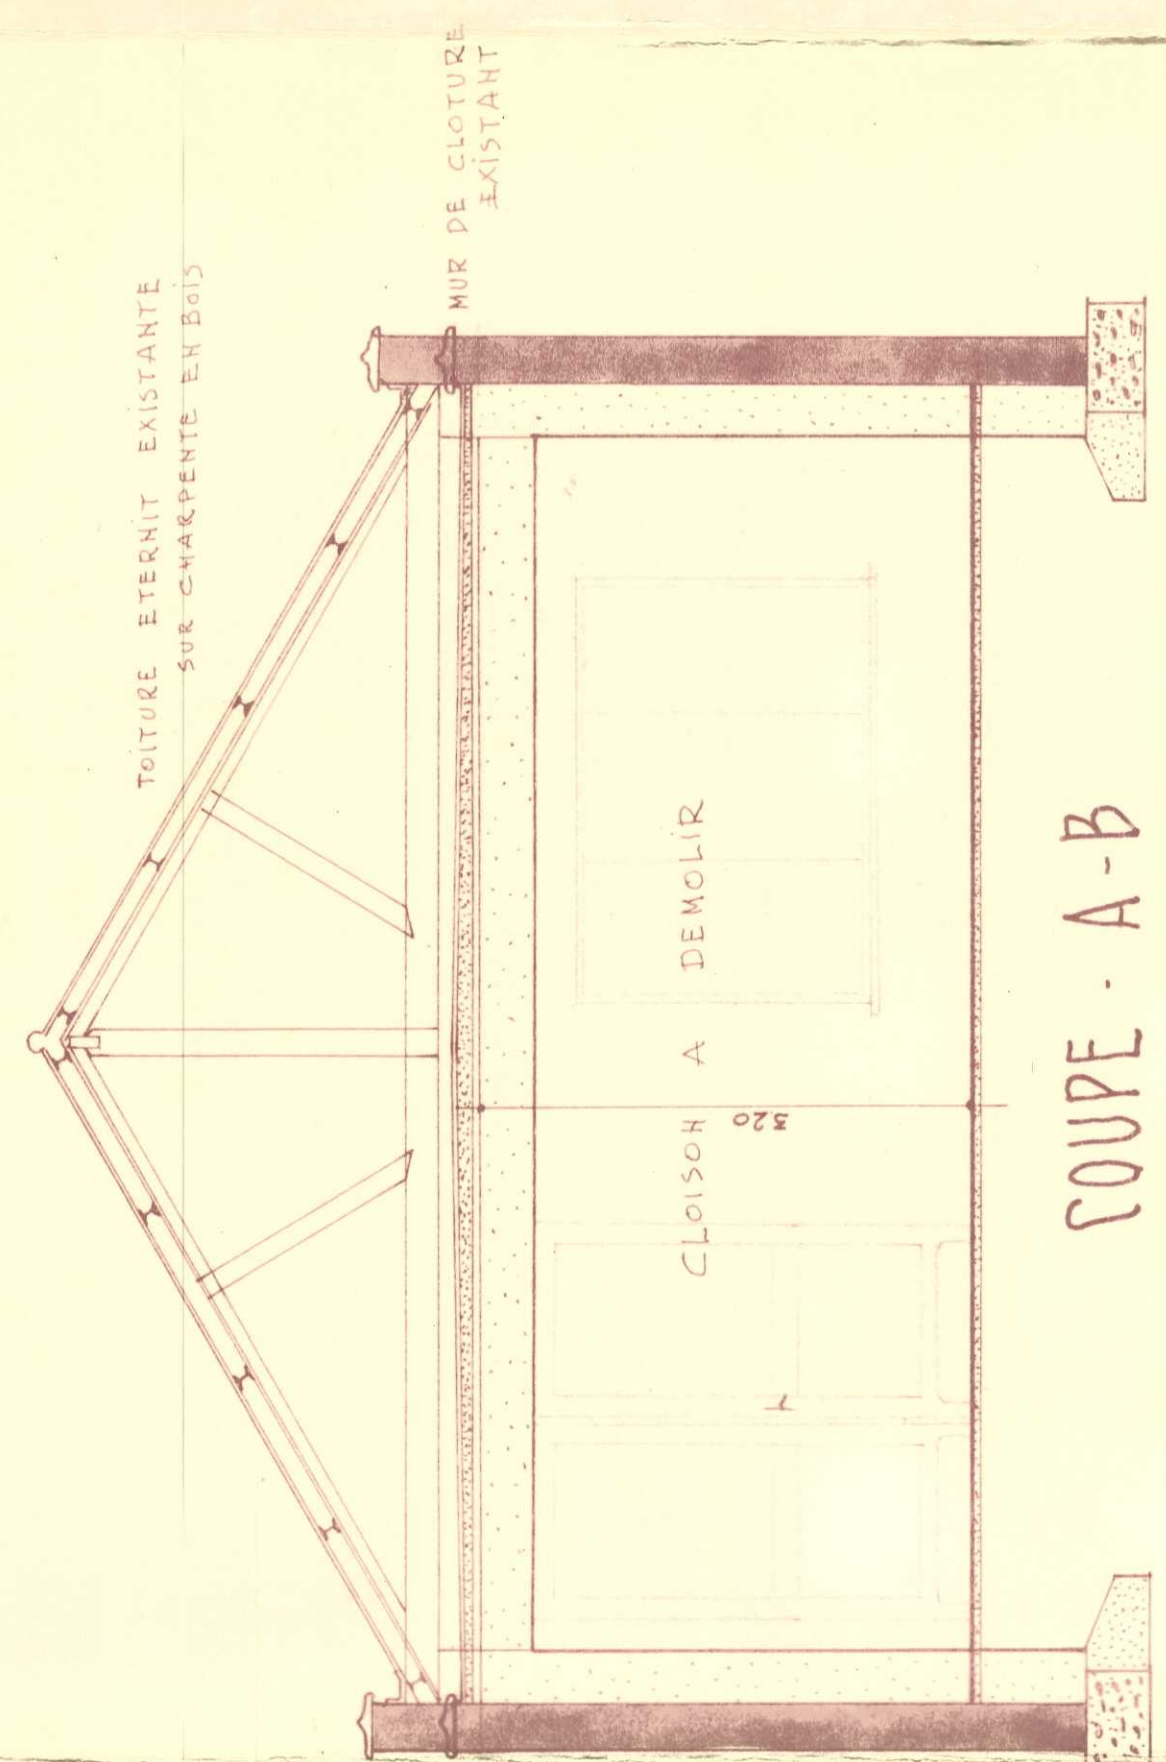 TOITURE ETERNIT EXISTANTE
SUR CHARPENTE EN BOIS
MUR DE CLOTURE
EXISTANT
CLOISON A DEMOLIR
320
COUPE - A-B